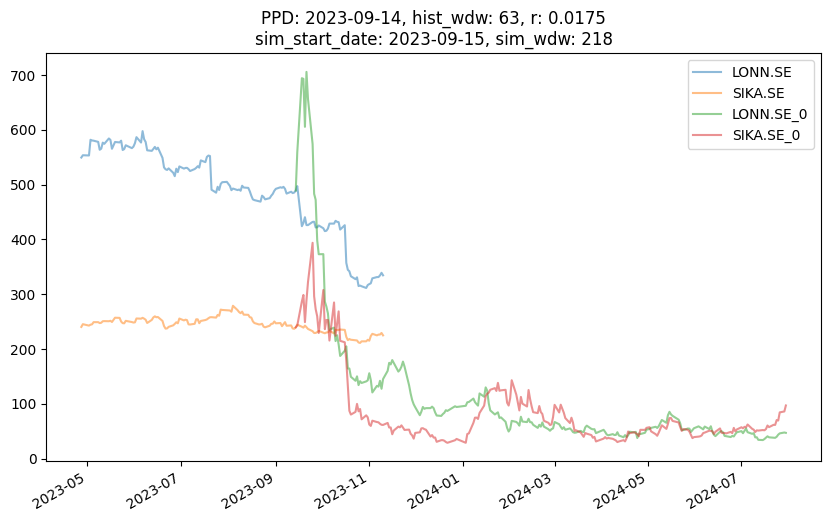 PPD: 2023-09-14, hist_wdw: 63, r: 0.0175
sim_start_date: 2023-09-15, sim_wdw: 218
LONN.SE
SIKA.SE
LONN.SE_0
SIKA.SE_0
700
600
500
400
300
200
100
0
2023-05
2023-07
2023-09
2023-11
2024-01
2024-03
2024-05
2024-07